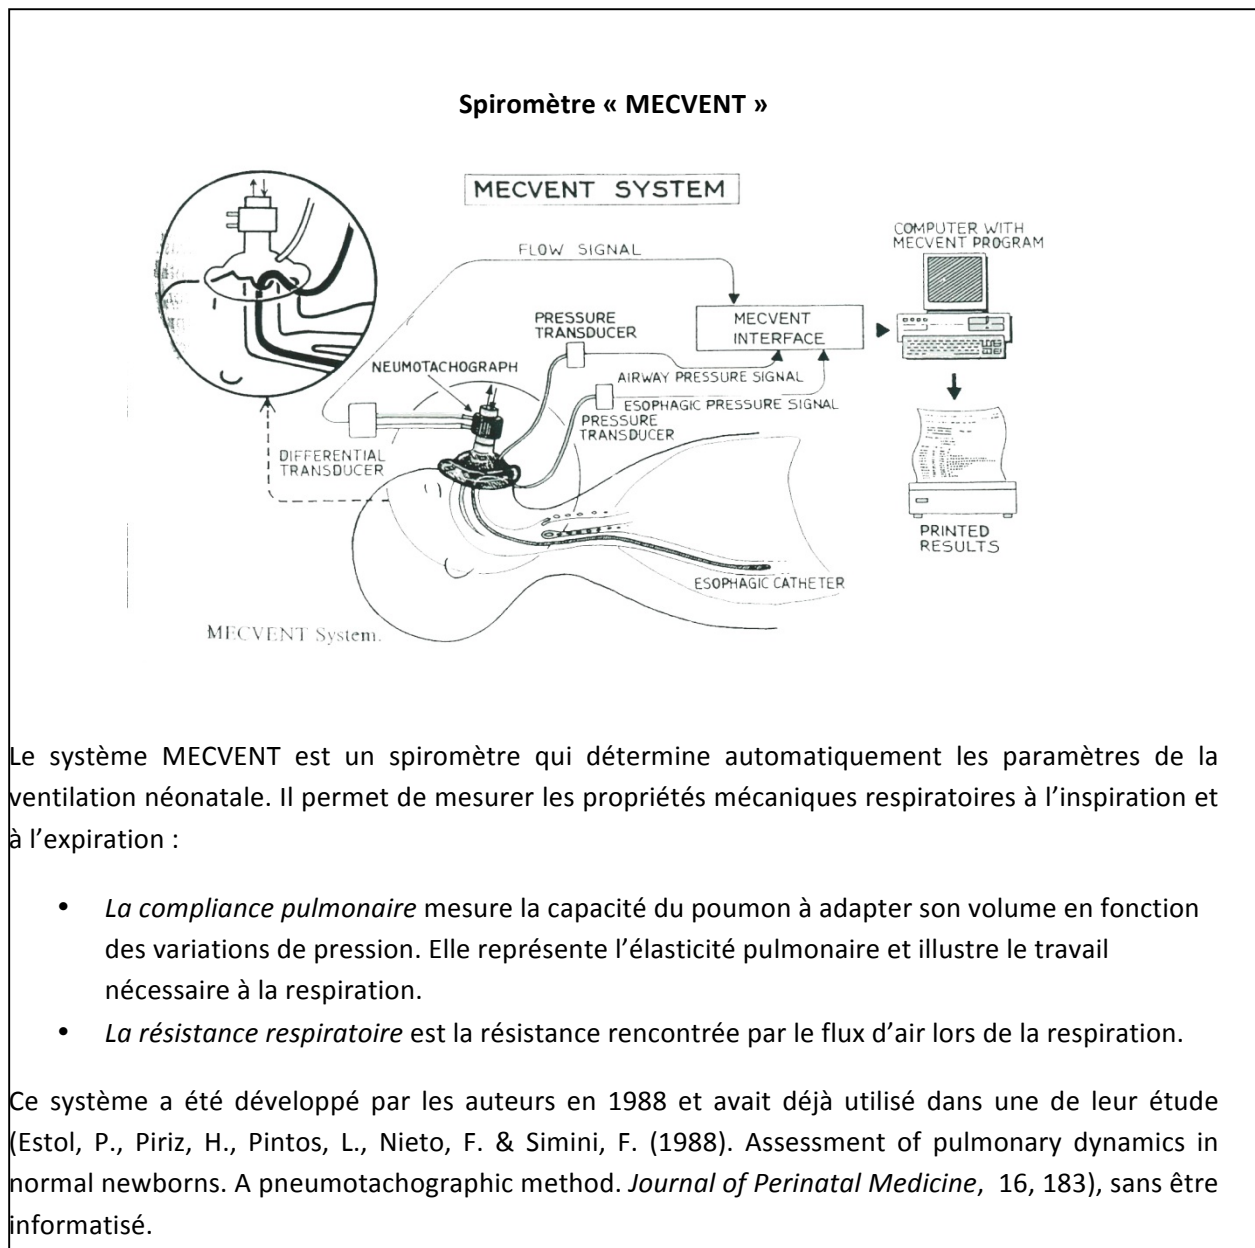 Spiromètre « MECVENT »
MECVENT SYSTEM
COMPUTER WITH
MECVENT PROGRAM
FLOW SIGNAL
PRESSURE
TRANSDUCER
MECVENT
INTERFACE
NEUMOTACHOGRAPH
AIRWAY PRESSURE SIGNAL
ESOPHAGIC PRESSURE SIGNAL
PRESSURE
TRANSDUCER
DIFFERENTIAL
TRANSDUCER
PRINTED
RESULTS
ESOPHAGIC CATHETER
MECVENT System.
Le système MECVENT est un spiromètre qui détermine automatiquement les paramètres de la
ventilation néonatale. Il permet de mesurer les propriétés mécaniques respiratoires à l’inspiration et
à l’expiration :
• La compliance pulmonaire mesure la capacité du poumon à adapter son volume en fonction
des variations de pression. Elle représente l’élasticité pulmonaire et illustre le travail
nécessaire à la respiration.
• La résistance respiratoire est la résistance rencontrée par le flux d’air lors de la respiration.
Ce système a été développé par les auteurs en 1988 et avait déjà utilisé dans une de leur étude
(Estol, P., Piriz, H., Pintos, L., Nieto, F. & Simini, F. (1988). Assessment of pulmonary dynamics in
normal newborns. A pneumotachographic method. Journal of Perinatal Medicine, 16, 183), sans être
informatisé.